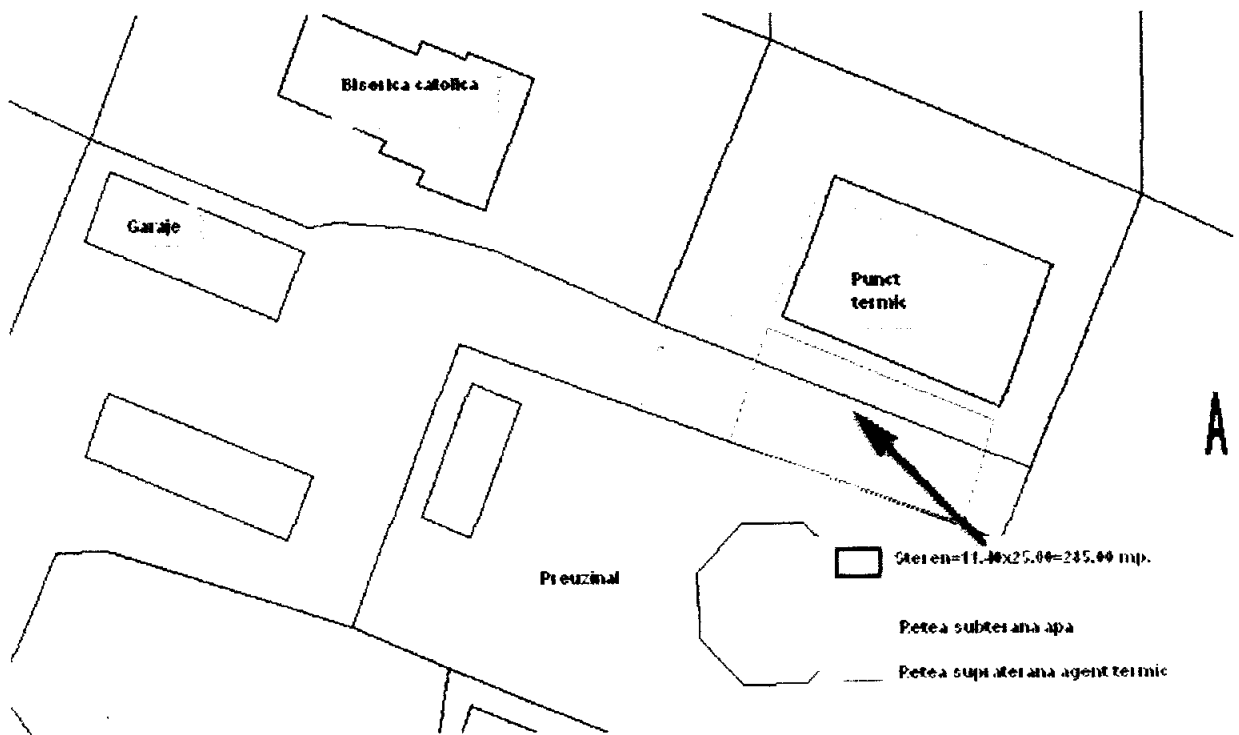 Biserica catolica
Garaje
Punct
termic
A
Steren=11.40x25.00=285.00 mp.
Preuzinal
Retea subterana apa
Retea supraterana agent termic